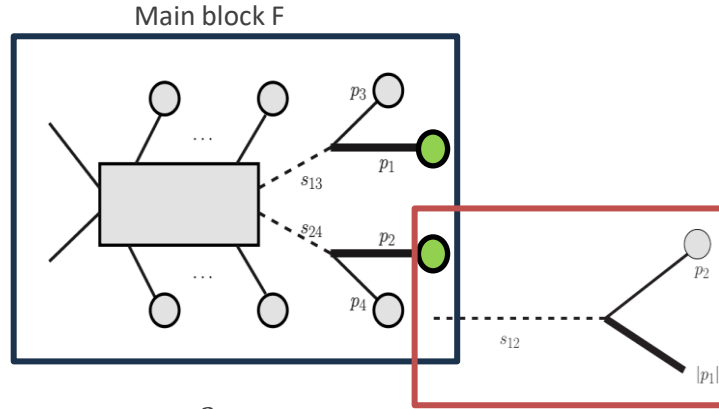 Main block F
p₃
...
p₁
s₁₃
s₂₄
p₂
...
p₄
p₂
s₁₂
|p₁|